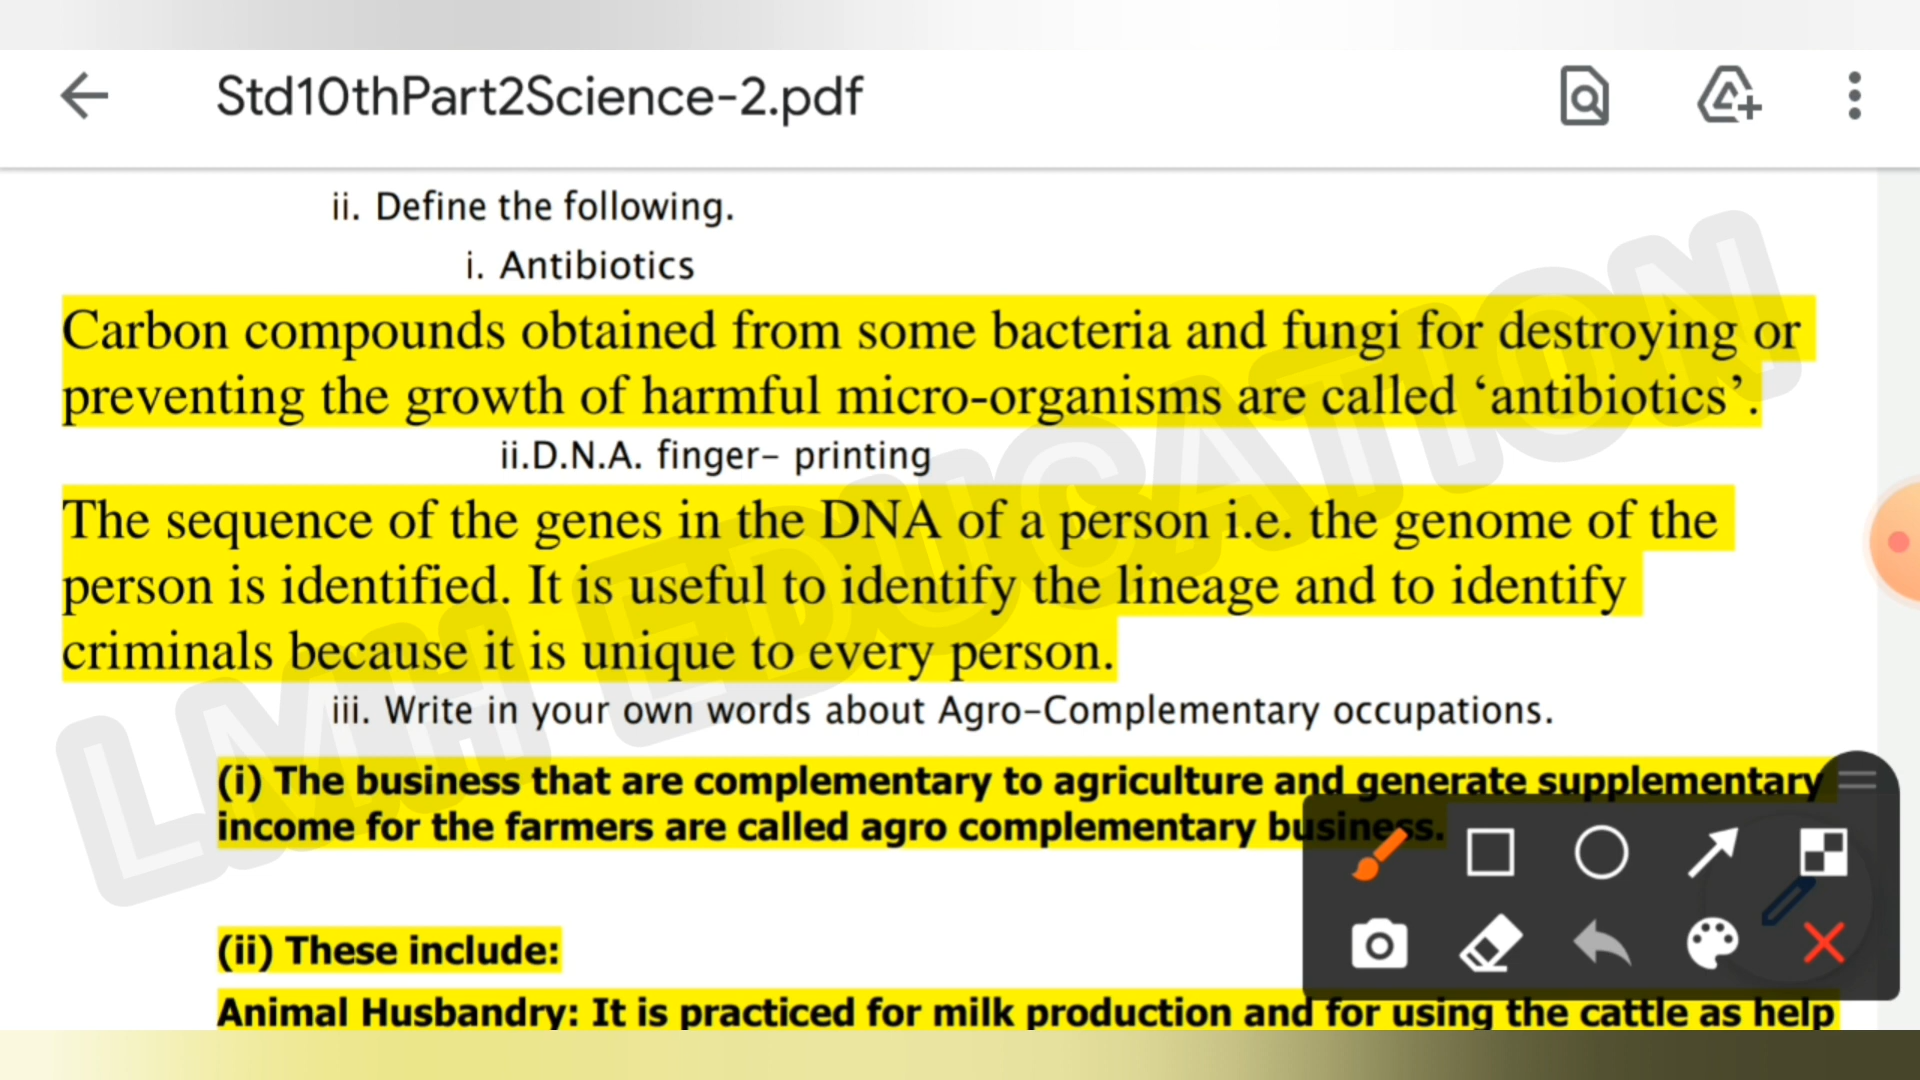 Std10thPart2Science-2.pdf
ii. Define the following.
i. Antibiotics
Carbon compounds obtained from some bacteria and fungi for destroying or
preventing the growth of harmful micro-organisms are called ‘antibiotics’.
ii.D.N.A. finger- printing
The sequence of the genes in the DNA of a person i.e. the genome of the
person is identified. It is useful to identify the lineage and to identify
criminals because it is unique to every person.
iii. Write in your own words about Agro-Complementary occupations.
(i) The business that are complementary to agriculture and generate supplementary
income for the farmers are called agro complementary business.
(ii) These include:
Animal Husbandry: It is practiced for milk production and for using the cattle as help
LMH EDUCATION